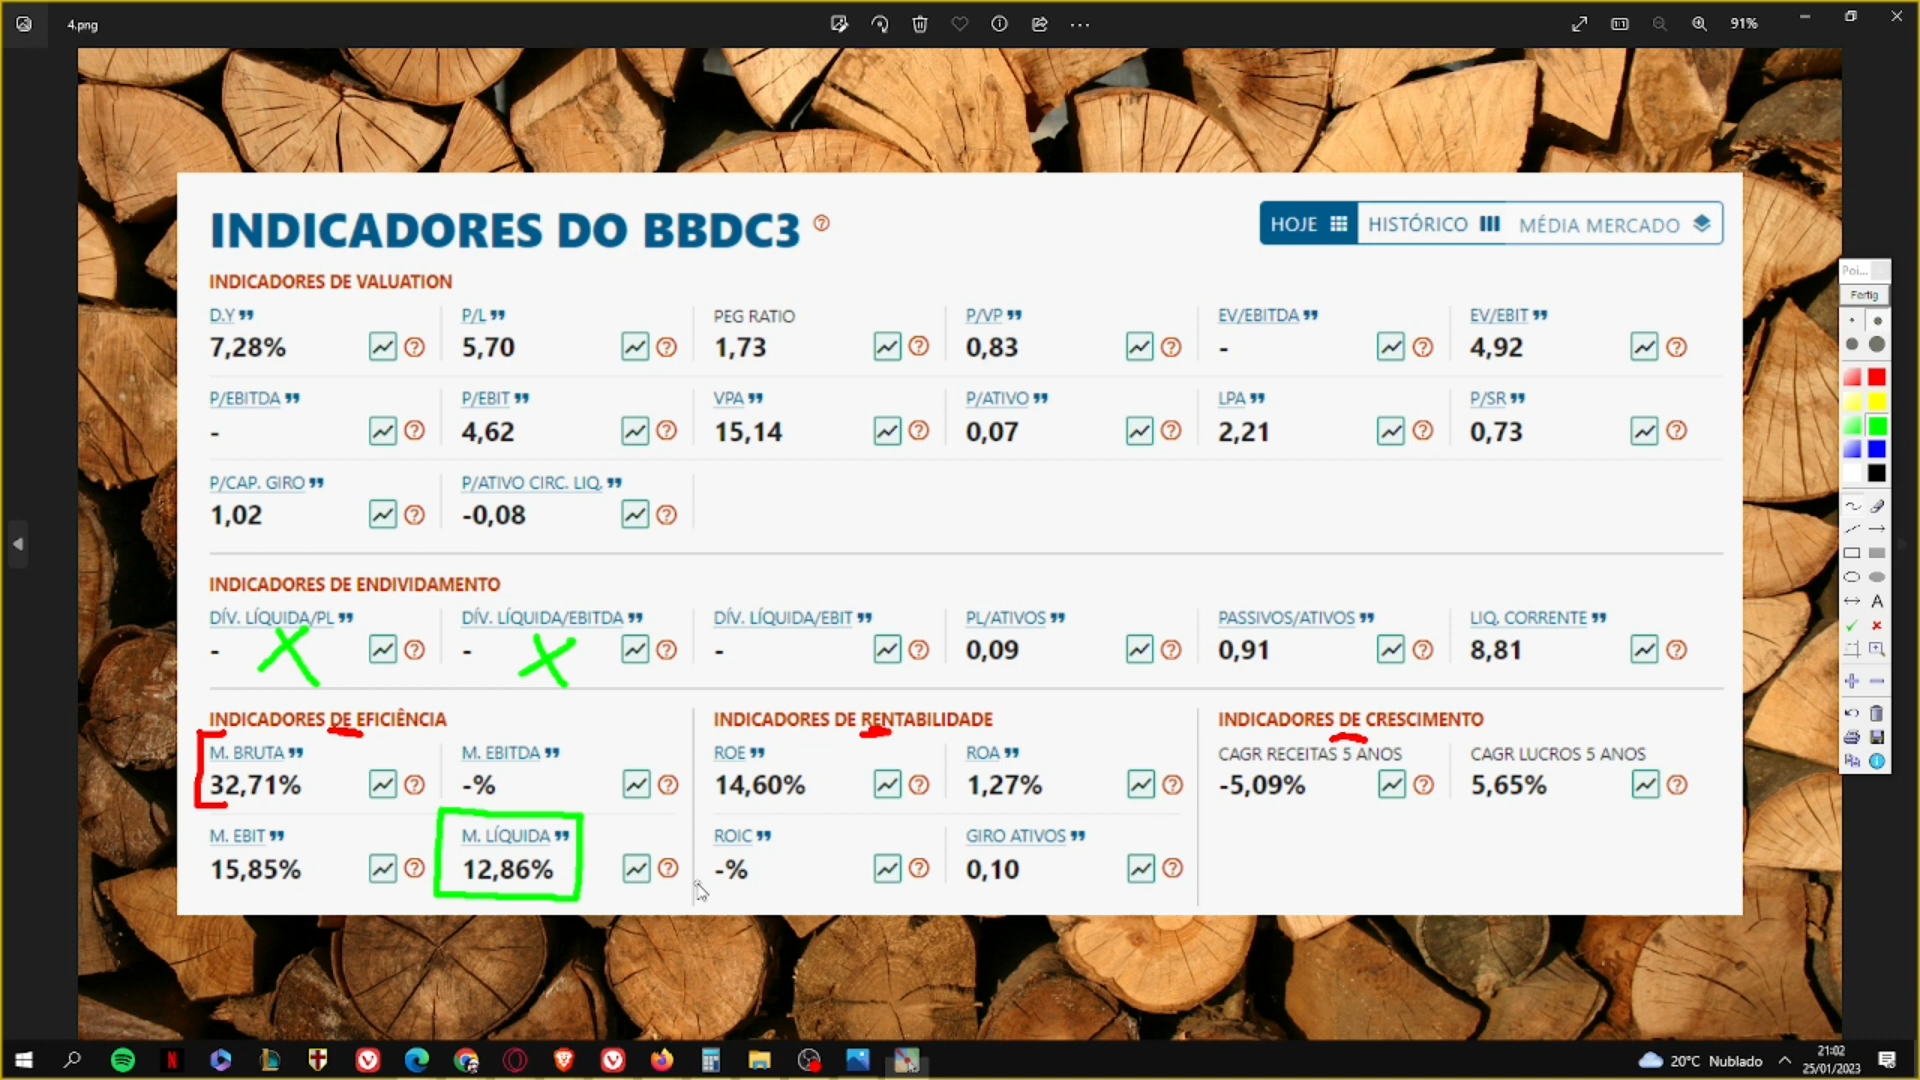 4.png
91%
INDICADORES DO BBDC3
HOJE HISTÓRICO MÉDIA MERCADO
INDICADORES DE VALUATION
D.Y P/L PEG RATIO P/VP EV/EBITDA EV/EBIT
7,28% 5,70 1,73 0,83 - 4,92
P/EBITDA P/EBIT VPA P/ATIVO LPA P/SR
- 4,62 15,14 0,07 2,21 0,73
P/CAP. GIRO P/ATIVO CIRC. LIQ.
1,02 -0,08
INDICADORES DE ENDIVIDAMENTO
DÍV. LÍQUIDA/PL DÍV. LÍQUIDA/EBITDA DÍV. LÍQUIDA/EBIT PL/ATIVOS PASSIVOS/ATIVOS LIQ. CORRENTE
- - - 0,09 0,91 8,81
INDICADORES DE EFICIÊNCIA INDICADORES DE RENTABILIDADE INDICADORES DE CRESCIMENTO
M. BRUTA M. EBITDA ROE ROA CAGR RECEITAS 5 ANOS CAGR LUCROS 5 ANOS
32,71% -% 14,60% 1,27% -5,09% 5,65%
M. EBIT M. LÍQUIDA ROIC GIRO ATIVOS
15,85% 12,86% -% 0,10
Poi...
Fertig
A
20°C Nublado
21:02
25/01/2023